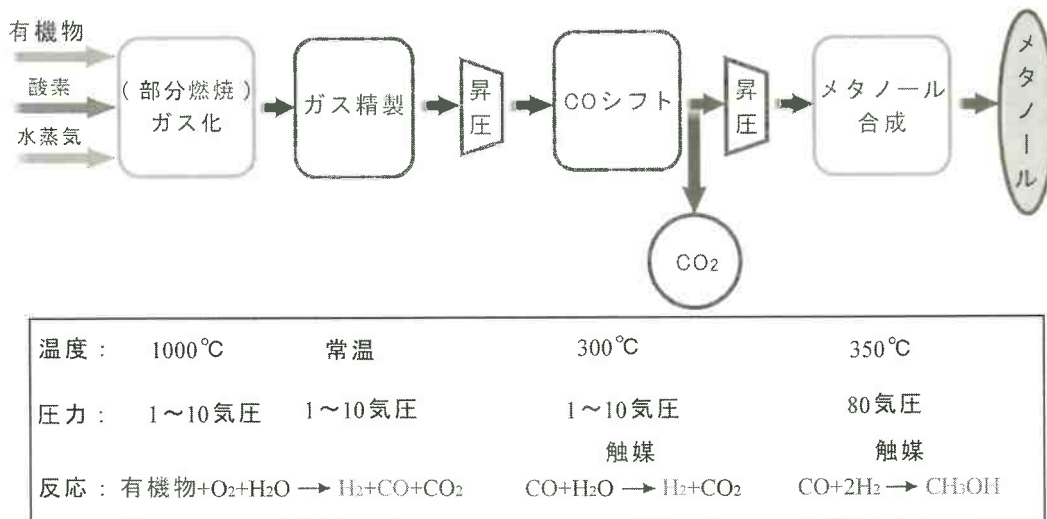 有機物
酸素
水蒸気
(部分燃焼)
ガス化
ガス精製
昇圧
COシフト
昇圧
メタノール
合成
メタノール
CO₂
温度: 1000℃ 常温 300℃ 350℃
圧力: 1～10気圧 1～10気圧 1～10気圧 80気圧
触媒 触媒
反応: 有機物+O₂+H₂O → H₂+CO+CO₂ CO+H₂O → H₂+CO₂ CO+2H₂ → CH₃OH